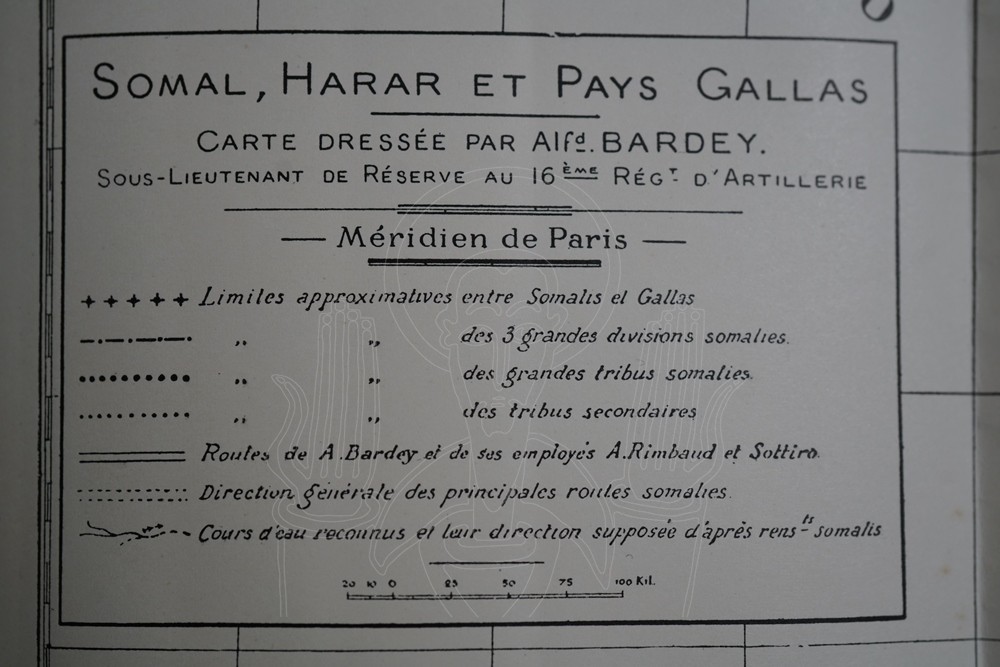 SOMAL, HARAR ET PAYS GALLAS
CARTE DRESSÉE PAR Alfd. BARDEY.
SOUS-LIEUTENANT DE RÉSERVE AU 16ÈME RÉGT D'ARTILLERIE
— Méridien de Paris —
Limites approximatives entre Somalis et Gallas
„ „ des 3 grandes divisions somalies.
„ „ des grandes tribus somalies.
„ „ des tribus secondaires
Routes de A. Bardey et de ses employés A. Rimbaud et Sottiro.
Direction générale des principales routes somalies.
Cours d'eau reconnus et leur direction supposée d'après rensts somalis
20 10 0 25 50 75 100 Kil.